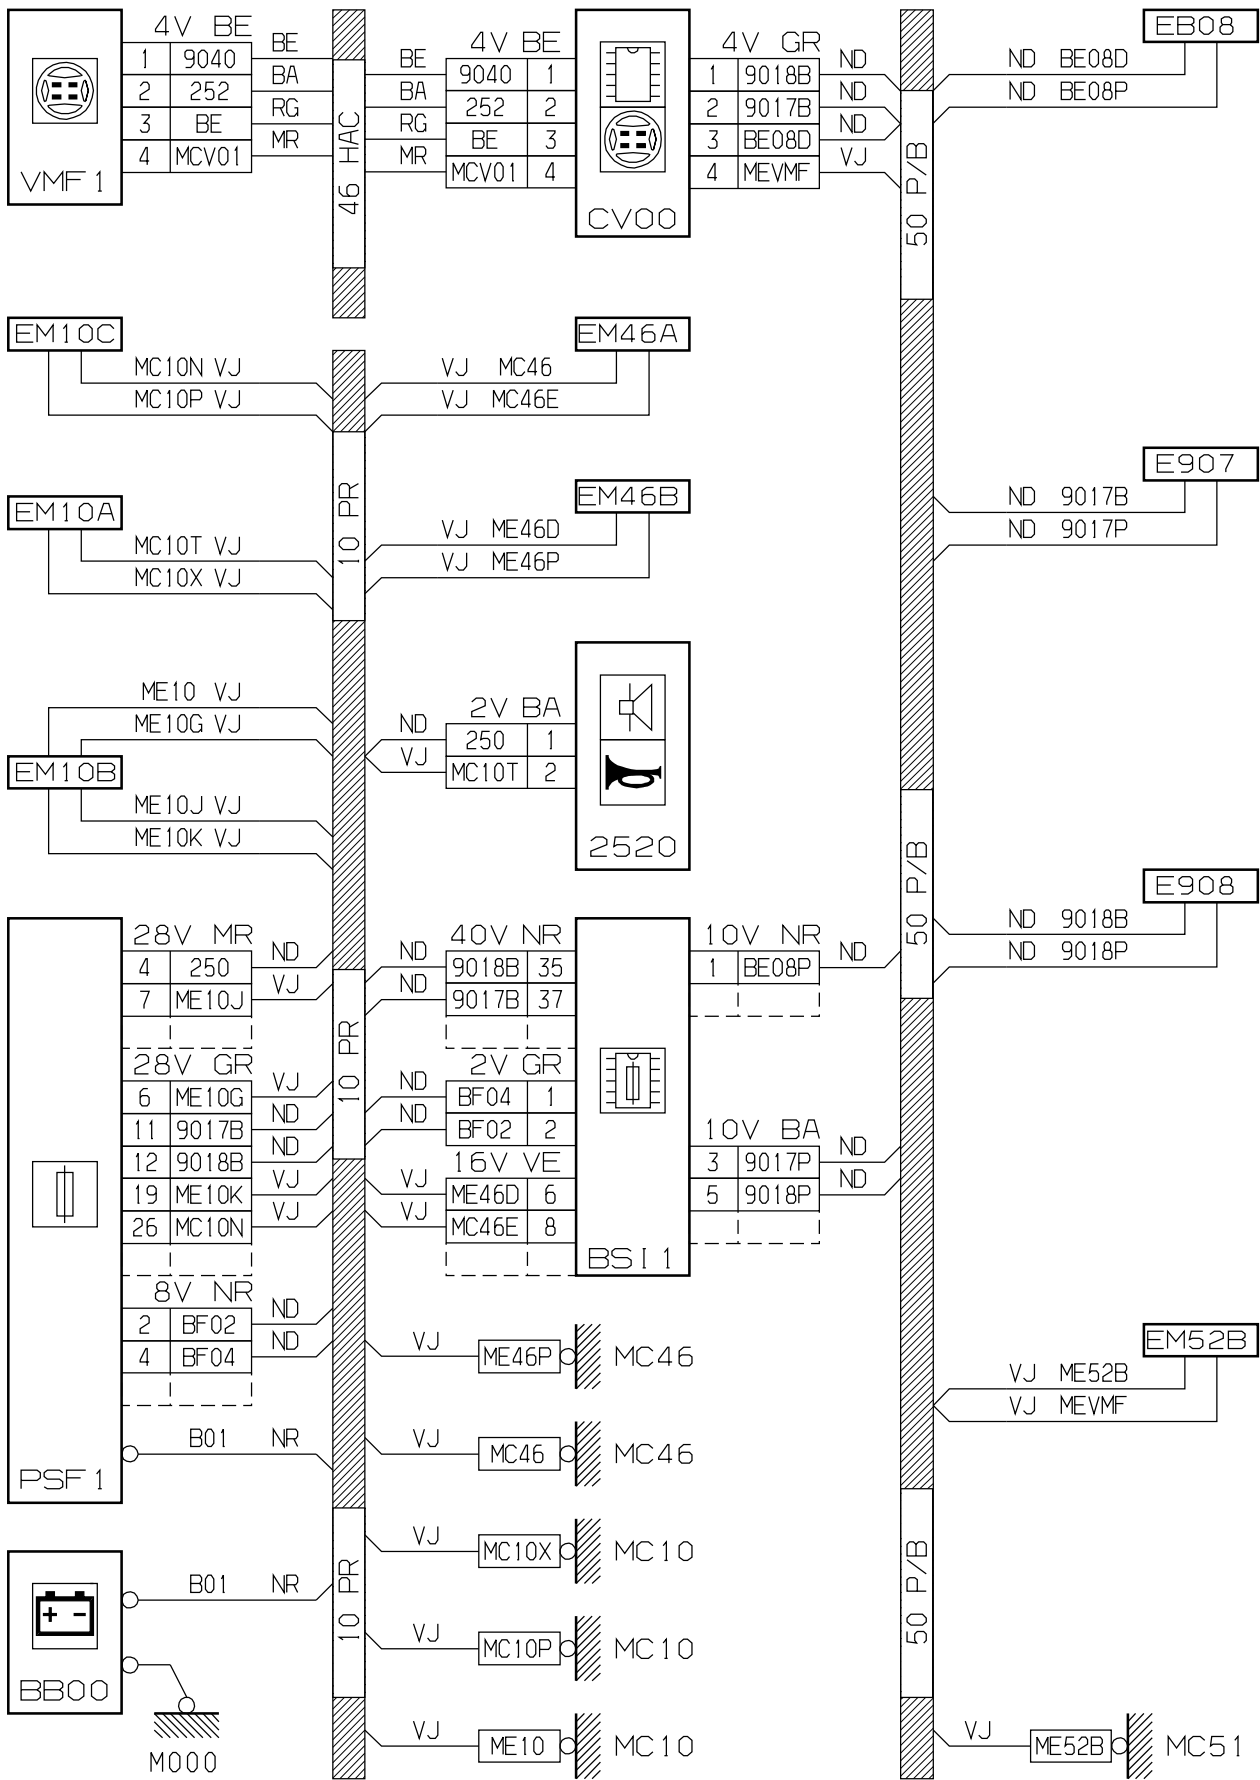 4V BE
1 9040 BE
2 252 BA
3 BE RG
4 MCV01 MR
VMF1
46 HAC
4V BE
BE 9040 1
BA 252 2
RG BE 3
MR MCV01 4
CV00
4V GR
1 9018B ND
2 9017B ND
3 BE08D ND
4 MEVMF VJ
50 P/B
EB08
ND BE08D
ND BE08P
EM10C
MC10N VJ
MC10P VJ
EM46A
VJ MC46
VJ MC46E
10 PR
EM10A
MC10T VJ
MC10X VJ
EM46B
VJ ME46D
VJ ME46P
E907
ND 9017B
ND 9017P
ME10 VJ
ME10G VJ
EM10B
ME10J VJ
ME10K VJ
2V BA
ND 250 1
VJ MC10T 2
2520
50 P/B
E908
ND 9018B
ND 9018P
28V MR
4 250 ND
7 ME10J VJ
28V GR
6 ME10G VJ
11 9017B ND
12 9018B ND
19 ME10K VJ
26 MC10N VJ
8V NR
2 BF02 ND
4 BF04 ND
B01 NR
PSF1
10 PR
40V NR
ND 9018B 35
ND 9017B 37
2V GR
ND BF04 1
ND BF02 2
16V VE
VJ ME46D 6
VJ MC46E 8
BSI1
10V NR
1 BE08P ND
10V BA
3 9017P ND
5 9018P ND
VJ ME46P MC46
VJ MC46 MC46
VJ MC10X MC10
VJ MC10P MC10
VJ ME10 MC10
EM52B
VJ ME52B
VJ MEVMF
B01 NR
BB00
M000
10 PR
50 P/B
VJ ME52B MC51